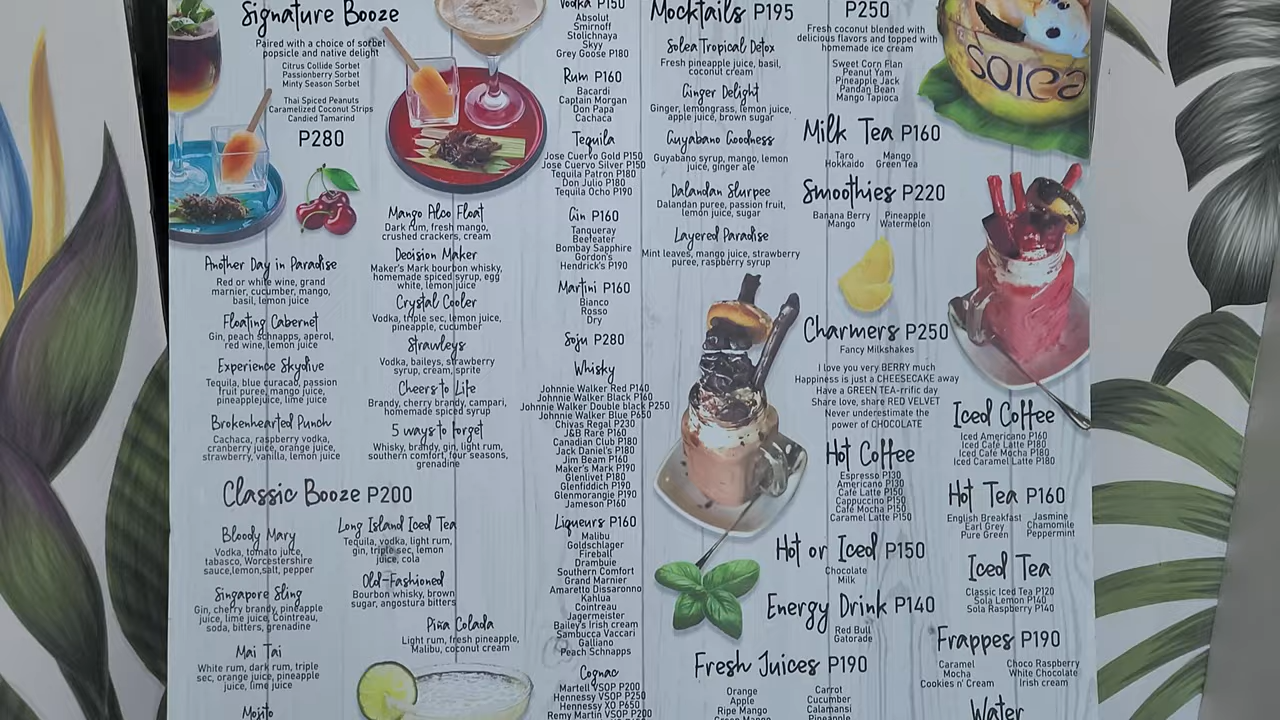 Signature Booze
Paired with a choice of sorbet
popsicle and native delight
Citrus Collide Sorbet
Passionberry Sorbet
Minty Season Sorbet
Thai Spiced Peanuts
Caramelized Coconut Strips
Candied Tamarind
P280
Another Day in Paradise
Red or white wine, grand
marnier, cucumber, mango,
basil, lemon juice
Floating Cabernet
Gin, peach schnapps, aperol,
red wine, lemon juice
Experience Skydive
Tequila, blue curacao, passion
fruit puree, mango juice,
pineapplejuice, lime juice
Brokenhearted Punch
Cachaca, raspberry vodka,
cranberry juice, orange juice,
strawberry, vanilla, lemon juice
Mango Alco Float
Dark rum, fresh mango,
crushed crackers, cream
Decision Maker
Maker's Mark bourbon whisky,
homemade spiced syrup, egg
white, lemon juice
Crystal Cooler
Vodka, triple sec, lemon juice,
pineapple, cucumber
Strawleys
Vodka, baileys, strawberry
syrup, cream, sprite
Cheers to Life
Brandy, cherry brandy, campari,
homemade spiced syrup
5 ways to forget
Whisky, brandy, gin, light rum,
southern comfort, four seasons,
grenadine
Classic Booze P200
Bloody Mary
Vodka, tomato juice,
tabasco, Worcestershire
sauce,lemon,salt, pepper
Singapore Sling
Gin, cherry brandy, pineapple
juice, lime juice, Cointreau,
soda, bitters, grenadine
Mai Tai
White rum, dark rum, triple
sec, orange juice, pineapple
juice, lime juice
Mojito
Long Island Iced Tea
Tequila, vodka, light rum,
gin, triple sec, lemon
juice, cola
Old-Fashioned
Bourbon whisky, brown
sugar, angostura bitters
Piña Colada
Light rum, fresh pineapple,
Malibu, coconut cream
Vodka P150
Absolut
Smirnoff
Stolichnaya
Skyy
Grey Goose P180
Rum P160
Bacardi
Captain Morgan
Don Papa
Cachaca
Tequila
Jose Cuervo Gold P150
Jose Cuervo Silver P150
Tequila Patron P180
Don Julio P180
Tequila Ocho P190
Gin P160
Tanqueray
Beefeater
Bombay Sapphire
Gordon's
Hendrick's P190
Martini P160
Bianco
Rosso
Dry
Soju P280
Whisky
Johnnie Walker Red P140
Johnnie Walker Black P160
Johnnie Walker Double black P250
Johnnie Walker Blue P650
Chivas Regal P230
J&B Rare P160
Canadian Club P180
Jack Daniel's P180
Jim Beam P160
Maker's Mark P190
Glenlivet P180
Glenfiddich P190
Glenmorangie P190
Jameson P160
Liqueurs P160
Malibu
Goldschlager
Fireball
Drambuie
Southern Comfort
Grand Marnier
Amaretto Dissaronno
Kahlua
Cointreau
Jagermeister
Bailey's Irish cream
Sambucca Vaccari
Galliano
Peach Schnapps
Cognac
Martell VSOP P200
Hennessy VSOP P250
Hennessy XO P650
Remy Martin VSOP P200
Mocktails P195
Solea Tropical Detox
Fresh pineapple juice, basil,
coconut cream
Ginger Delight
Ginger, lemongrass, lemon juice,
apple juice, brown sugar
Guyabano Goodness
Guyabano syrup, mango, lemon
juice, ginger ale
Dalandan Slurpee
Dalandan puree, passion fruit,
lemon juice, sugar
Layered Paradise
Mint leaves, mango juice, strawberry
puree, raspberry syrup
P250
Fresh coconut blended with
delicious flavors and topped with
homemade ice cream
Sweet Corn Flan
Peanut Yam
Pineapple Jack
Pandan Bean
Mango Tapioca
solea
Milk Tea P160
Taro Mango
Hokkaido Green Tea
Smoothies P220
Banana Berry Pineapple
Mango Watermelon
Charmers P250
Fancy Milkshakes
I love you very BERRY much
Happiness is just a CHEESECAKE away
Have a GREEN TEA-rific day
Share love, share RED VELVET
Never underestimate the
power of CHOCOLATE
Hot Coffee
Espresso P130
Americano P130
Café Latte P150
Cappuccino P150
Café Mocha P150
Caramel Latte P150
Iced Coffee
Iced Americano P160
Iced Café Latte P180
Iced Cafe Mocha P180
Iced Caramel Latte P180
Hot Tea P160
English Breakfast Jasmine
Earl Grey Chamomile
Pure Green Peppermint
Hot or Iced P150
Chocolate
Milk
Iced Tea
Classic Iced Tea P120
Sola Lemon P140
Sola Raspberry P140
Energy Drink P140
Red Bull
Gatorade
Frappes P190
Caramel Choco Raspberry
Mocha White Chocolate
Cookies n' Cream Irish cream
Fresh Juices P190
Orange Carrot
Apple Cucumber
Ripe Mango Calamansi
Green Mango Pineapple
Water